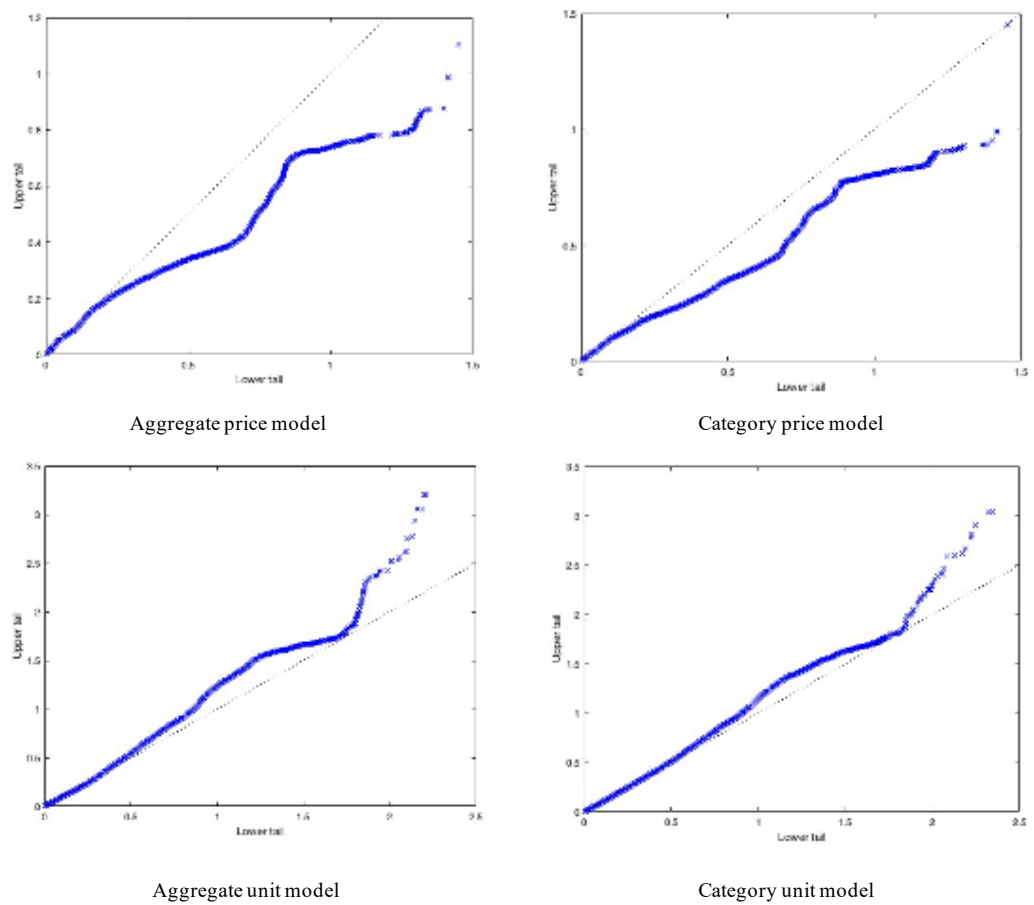 1.2
1
0.8
0.6
0.4
0.2
0
Upper tail
0 0.5 1 1.5
Lower tail
Aggregate price model
1.5
1
0.5
0
Upper tail
0 0.5 1 1.5
Lower tail
Category price model
3.5
3
2.5
2
1.5
1
0.5
0
Upper tail
0 0.5 1 1.5 2 2.5
Lower tail
Aggregate unit model
3.5
3
2.5
2
1.5
1
0.5
0
Upper tail
0 0.5 1 1.5 2 2.5
Lower tail
Category unit model